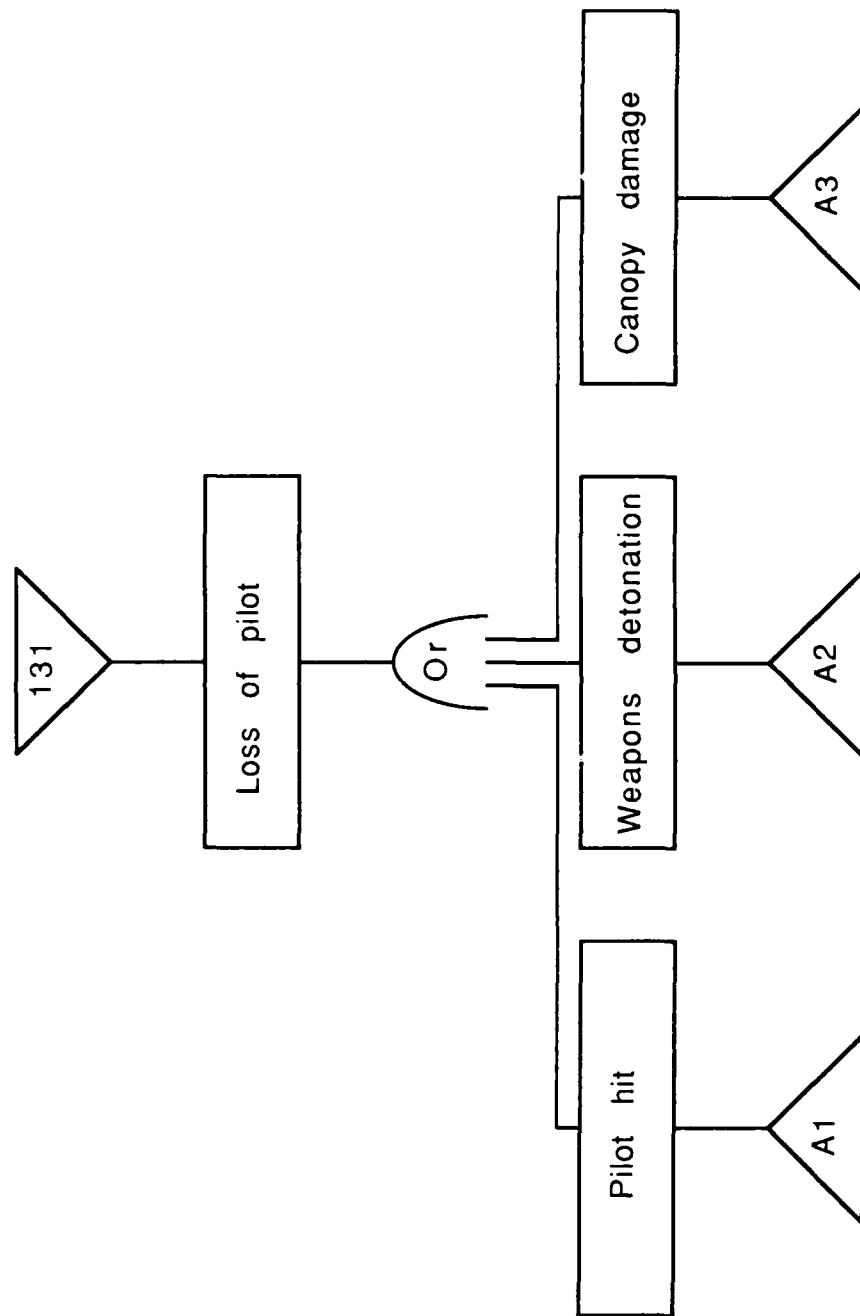 131
Loss of pilot
Or
Pilot hit
Weapons detonation
Canopy damage
A1
A2
A3